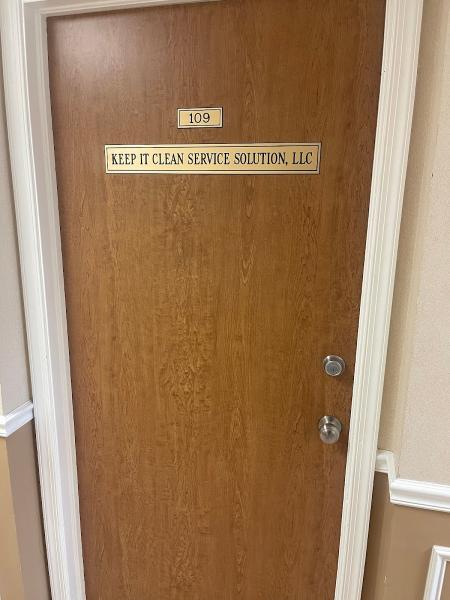 109
KEEP IT CLEAN SERVICE SOLUTION, LLC